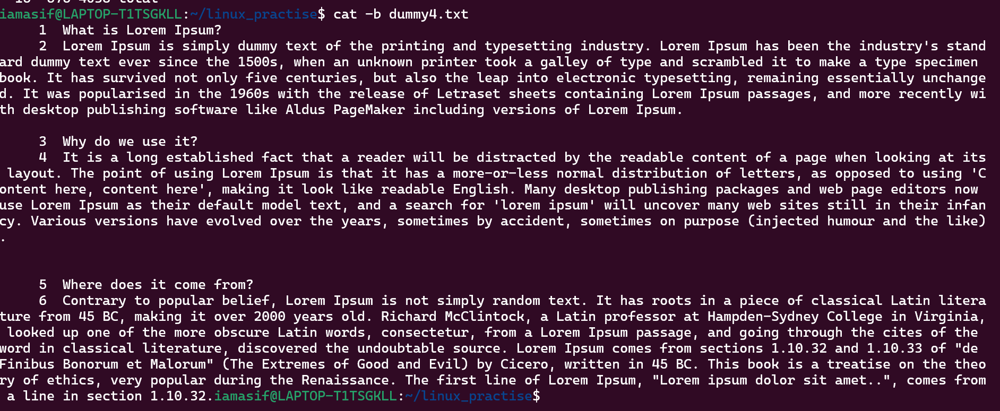 iamasif@LAPTOP-T1TSGKLL:~/linux_practise$ cat -b dummy4.txt
     1  What is Lorem Ipsum?
     2  Lorem Ipsum is simply dummy text of the printing and typesetting industry. Lorem Ipsum has been the industry's stand
ard dummy text ever since the 1500s, when an unknown printer took a galley of type and scrambled it to make a type specimen
book. It has survived not only five centuries, but also the leap into electronic typesetting, remaining essentially unchange
d. It was popularised in the 1960s with the release of Letraset sheets containing Lorem Ipsum passages, and more recently wi
th desktop publishing software like Aldus PageMaker including versions of Lorem Ipsum.

     3  Why do we use it?
     4  It is a long established fact that a reader will be distracted by the readable content of a page when looking at its
 layout. The point of using Lorem Ipsum is that it has a more-or-less normal distribution of letters, as opposed to using 'C
ontent here, content here', making it look like readable English. Many desktop publishing packages and web page editors now
use Lorem Ipsum as their default model text, and a search for 'lorem ipsum' will uncover many web sites still in their infan
cy. Various versions have evolved over the years, sometimes by accident, sometimes on purpose (injected humour and the like)
.

     5  Where does it come from?
     6  Contrary to popular belief, Lorem Ipsum is not simply random text. It has roots in a piece of classical Latin litera
ture from 45 BC, making it over 2000 years old. Richard McClintock, a Latin professor at Hampden-Sydney College in Virginia,
 looked up one of the more obscure Latin words, consectetur, from a Lorem Ipsum passage, and going through the cites of the
word in classical literature, discovered the undoubtable source. Lorem Ipsum comes from sections 1.10.32 and 1.10.33 of "de
Finibus Bonorum et Malorum" (The Extremes of Good and Evil) by Cicero, written in 45 BC. This book is a treatise on the theo
ry of ethics, very popular during the Renaissance. The first line of Lorem Ipsum, "Lorem ipsum dolor sit amet..", comes from
 a line in section 1.10.32.iamasif@LAPTOP-T1TSGKLL:~/linux_practise$